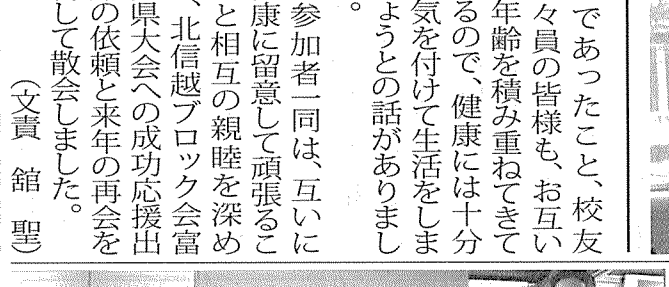 であったこと、校友
々員の皆様も、お互い
年齢を積み重ねてきて
るので、健康には十分
気を付けて生活をしま
ょうとの話がありまし
。
参加者一同は、互いに
康に留意して頑張るこ
と相互の親睦を深め
、北信越ブロック会富
県大会への成功応援出
の依頼と来年の再会を
して散会しました。
(文責 舘 聖)